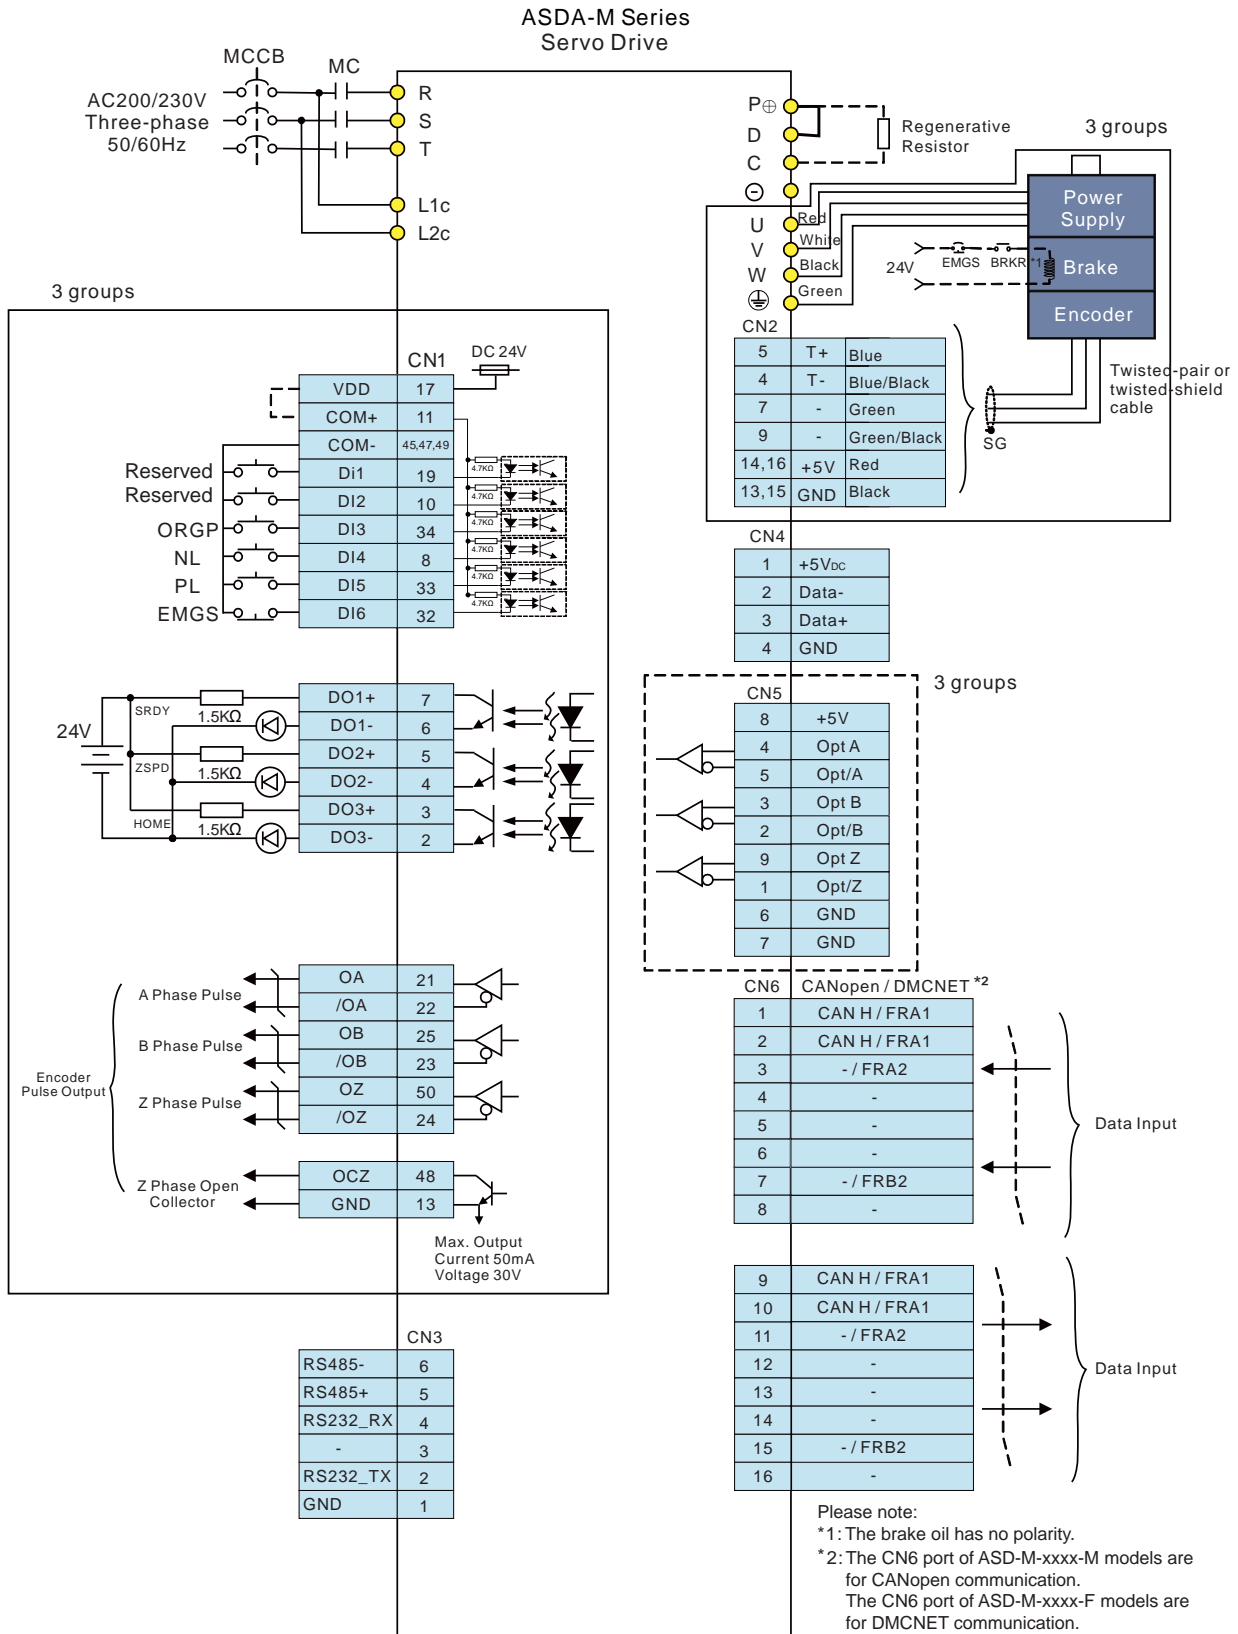 ASDA-M Series
Servo Drive
MCCB
MC
AC200/230V
Three-phase
50/60Hz
R
S
T
L1c
L2c
P⊕
D
C
⊖
U
V
W
Regenerative
Resistor
3 groups
Red
White
Black
Green
Power
Supply
Brake
Encoder
24V
EMGS
BRKR
*1
CN2
5 T+ Blue
4 T- Blue/Black
7 - Green
9 - Green/Black
14,16 +5V Red
13,15 GND Black
SG
Twisted-pair or
twisted-shield
cable
3 groups
CN1
DC 24V
VDD 17
COM+ 11
COM- 45,47,49
Reserved Di1 19 4.7KΩ
Reserved DI2 10 4.7KΩ
ORGP DI3 34 4.7KΩ
NL DI4 8 4.7KΩ
PL DI5 33 4.7KΩ
EMGS DI6 32 4.7KΩ
CN4
1 +5VDC
2 Data-
3 Data+
4 GND
24V
SRDY
1.5KΩ
ZSPD
1.5KΩ
HOME
1.5KΩ
DO1+ 7
DO1- 6
DO2+ 5
DO2- 4
DO3+ 3
DO3- 2
3 groups
CN5
8 +5V
4 Opt A
5 Opt/A
3 Opt B
2 Opt/B
9 Opt Z
1 Opt/Z
6 GND
7 GND
Encoder
Pulse Output
A Phase Pulse
B Phase Pulse
Z Phase Pulse
Z Phase Open
Collector
OA 21
/OA 22
OB 25
/OB 23
OZ 50
/OZ 24
OCZ 48
GND 13
Max. Output
Current 50mA
Voltage 30V
CN6 CANopen / DMCNET *2
1 CAN H / FRA1
2 CAN H / FRA1
3 - / FRA2
4 -
5 -
6 -
7 - / FRB2
8 -
Data Input
9 CAN H / FRA1
10 CAN H / FRA1
11 - / FRA2
12 -
13 -
14 -
15 - / FRB2
16 -
Data Input
CN3
RS485- 6
RS485+ 5
RS232_RX 4
- 3
RS232_TX 2
GND 1
Please note:
*1: The brake oil has no polarity.
*2: The CN6 port of ASD-M-xxxx-M models are
for CANopen communication.
The CN6 port of ASD-M-xxxx-F models are
for DMCNET communication.